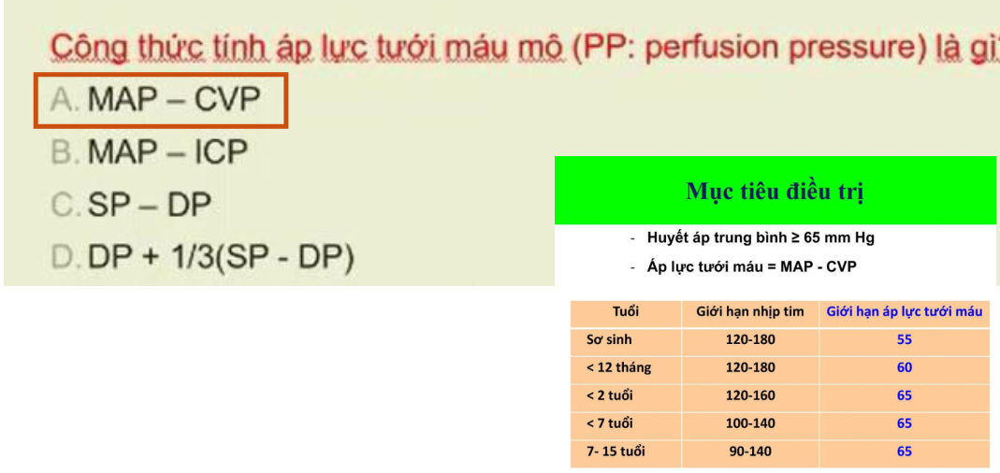 Công thức tính áp lực tưới máu mô (PP: perfusion pressure) là gì
A. MAP – CVP
B. MAP – ICP
C. SP – DP
D. DP + 1/3(SP - DP)
Mục tiêu điều trị
- Huyết áp trung bình ≥ 65 mm Hg
- Áp lực tưới máu = MAP - CVP
Tuổi Giới hạn nhịp tim Giới hạn áp lực tưới máu
Sơ sinh 120-180 55
< 12 tháng 120-180 60
< 2 tuổi 120-160 65
< 7 tuổi 100-140 65
7- 15 tuổi 90-140 65